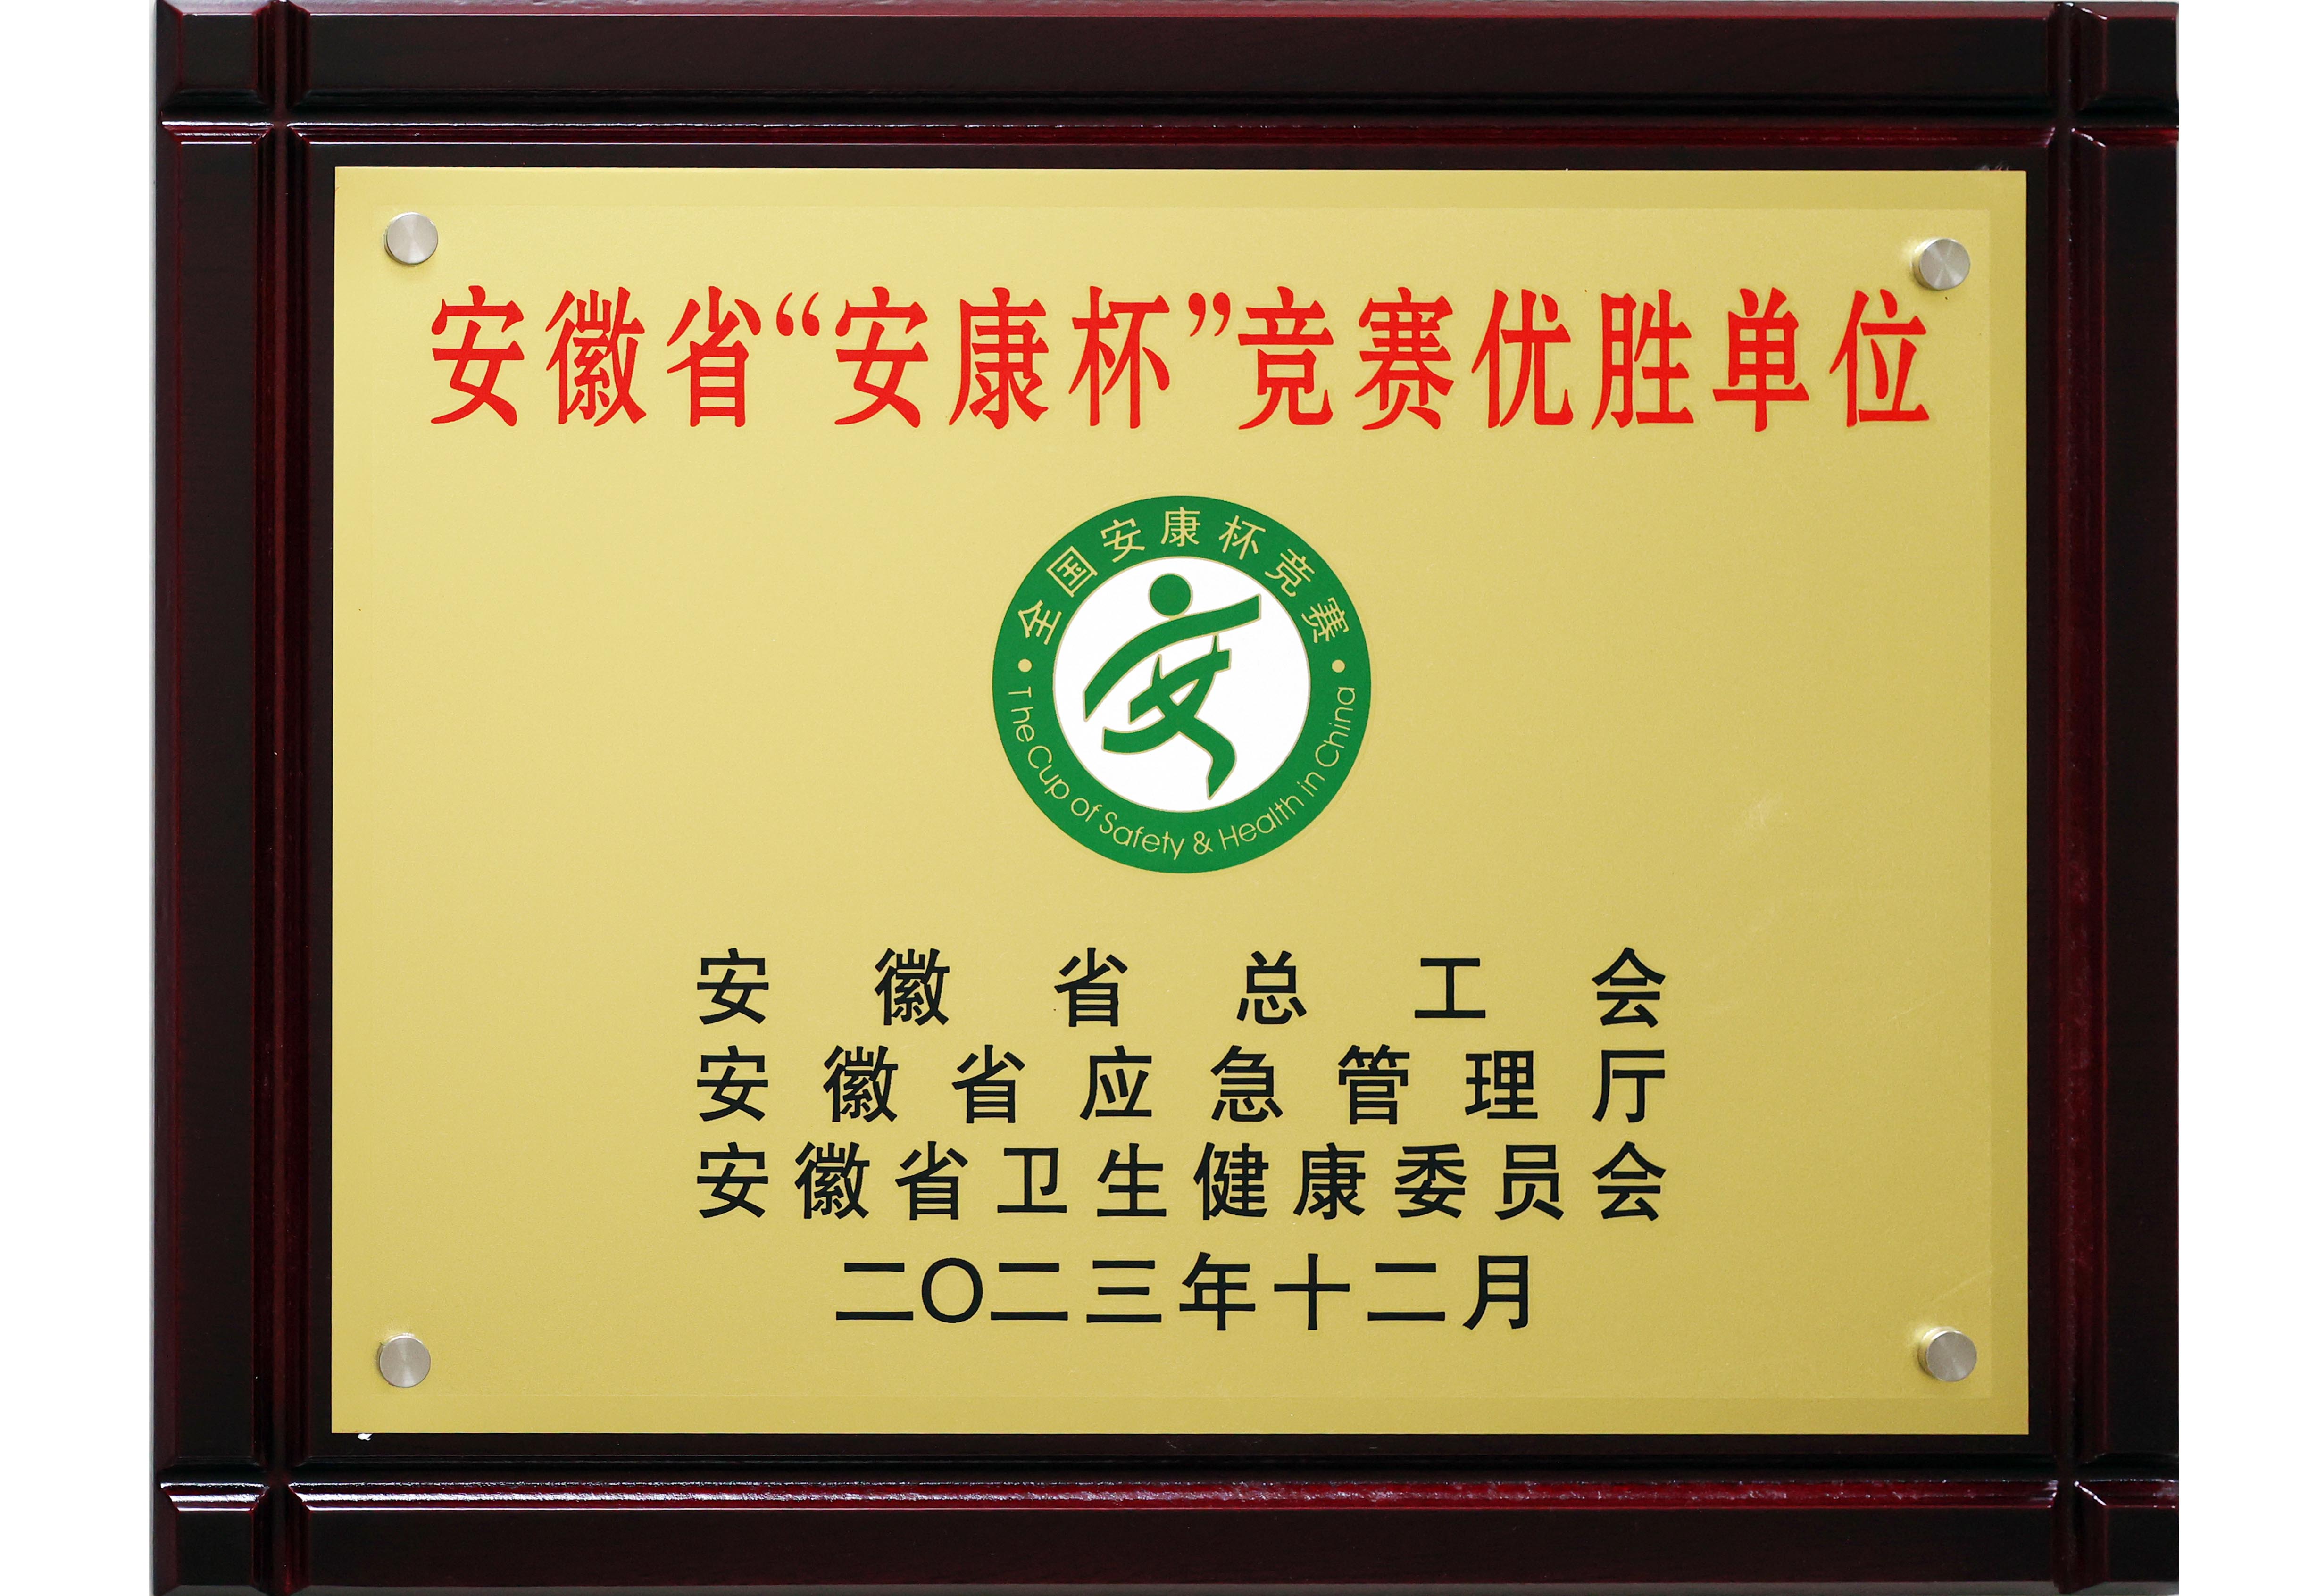 安徽省“安康杯”竞赛优胜单位
全国安康杯竞赛
The Cup of Safety & Health in China
安徽省总工会
安徽省应急管理厅
安徽省卫生健康委员会
二〇二三年十二月